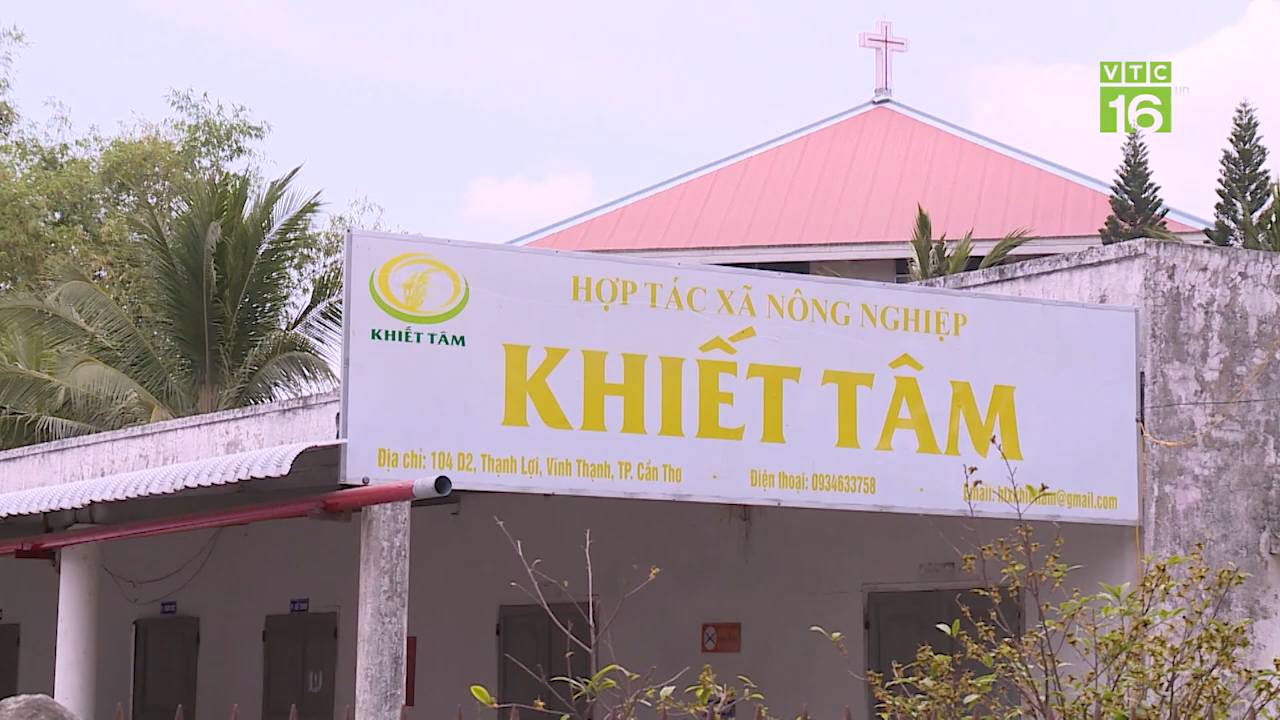 VTC
16
HỢP TÁC XÃ NÔNG NGHIỆP
KHIẾT TÂM
KHIẾT TÂM
Địa chỉ: 104 D2, Thạnh Lợi, Vĩnh Thạnh, TP. Cần Thơ
Điện thoại: 0934633758
Email: